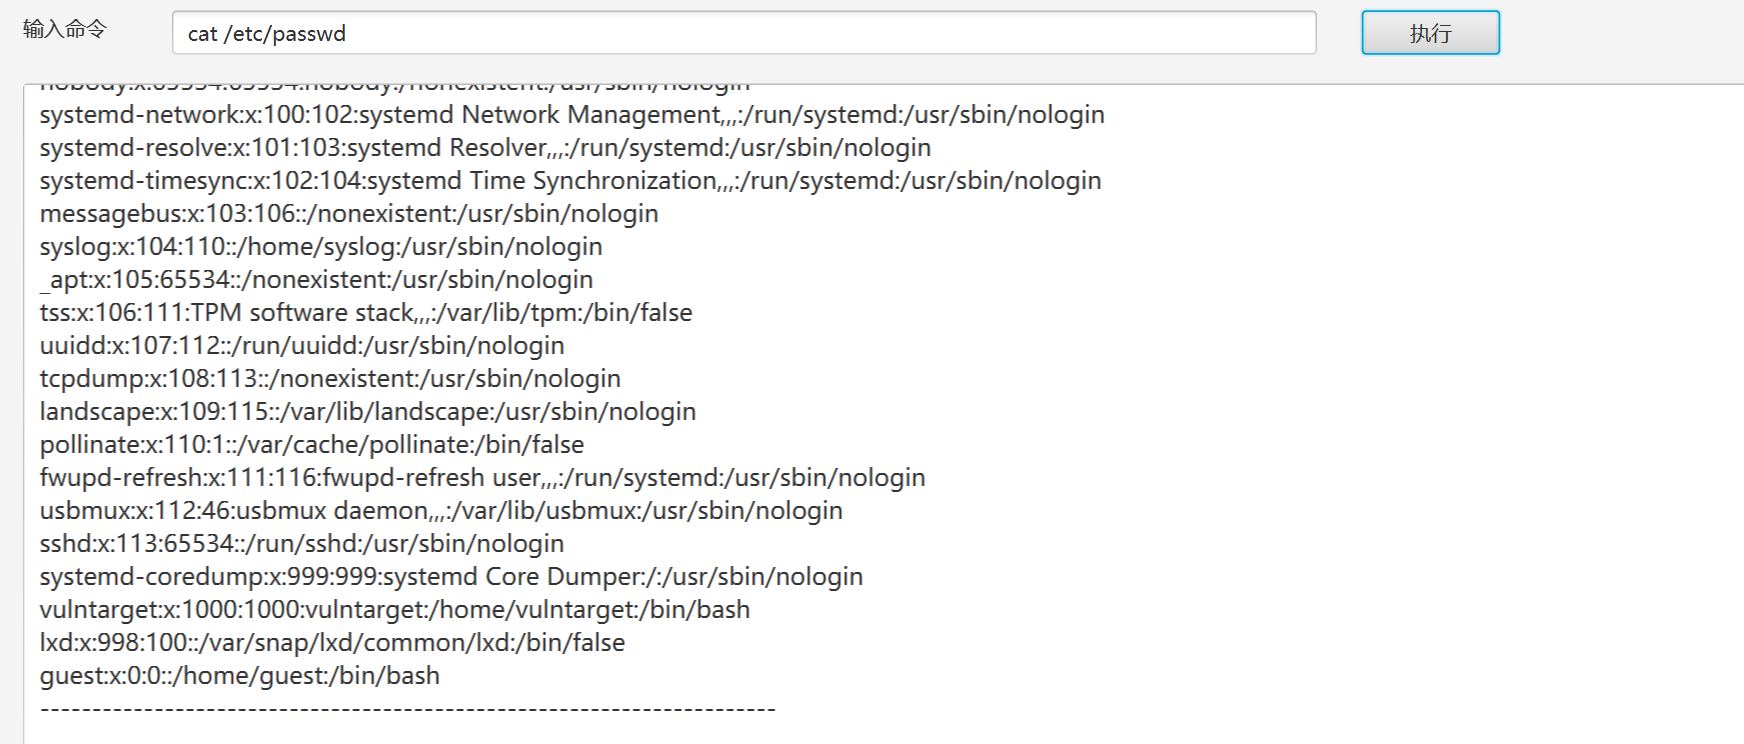 输入命令
cat /etc/passwd
执行
nobody:x:65534:65534:nobody:/nonexistent:/usr/sbin/nologin
systemd-network:x:100:102:systemd Network Management,,,:/run/systemd:/usr/sbin/nologin
systemd-resolve:x:101:103:systemd Resolver,,,:/run/systemd:/usr/sbin/nologin
systemd-timesync:x:102:104:systemd Time Synchronization,,,:/run/systemd:/usr/sbin/nologin
messagebus:x:103:106::/nonexistent:/usr/sbin/nologin
syslog:x:104:110::/home/syslog:/usr/sbin/nologin
_apt:x:105:65534::/nonexistent:/usr/sbin/nologin
tss:x:106:111:TPM software stack,,,:/var/lib/tpm:/bin/false
uuidd:x:107:112::/run/uuidd:/usr/sbin/nologin
tcpdump:x:108:113::/nonexistent:/usr/sbin/nologin
landscape:x:109:115::/var/lib/landscape:/usr/sbin/nologin
pollinate:x:110:1::/var/cache/pollinate:/bin/false
fwupd-refresh:x:111:116:fwupd-refresh user,,,:/run/systemd:/usr/sbin/nologin
usbmux:x:112:46:usbmux daemon,,,:/var/lib/usbmux:/usr/sbin/nologin
sshd:x:113:65534::/run/sshd:/usr/sbin/nologin
systemd-coredump:x:999:999:systemd Core Dumper:/:/usr/sbin/nologin
vulntarget:x:1000:1000:vulntarget:/home/vulntarget:/bin/bash
lxd:x:998:100::/var/snap/lxd/common/lxd:/bin/false
guest:x:0:0::/home/guest:/bin/bash
-----------------------------------------------------------------------